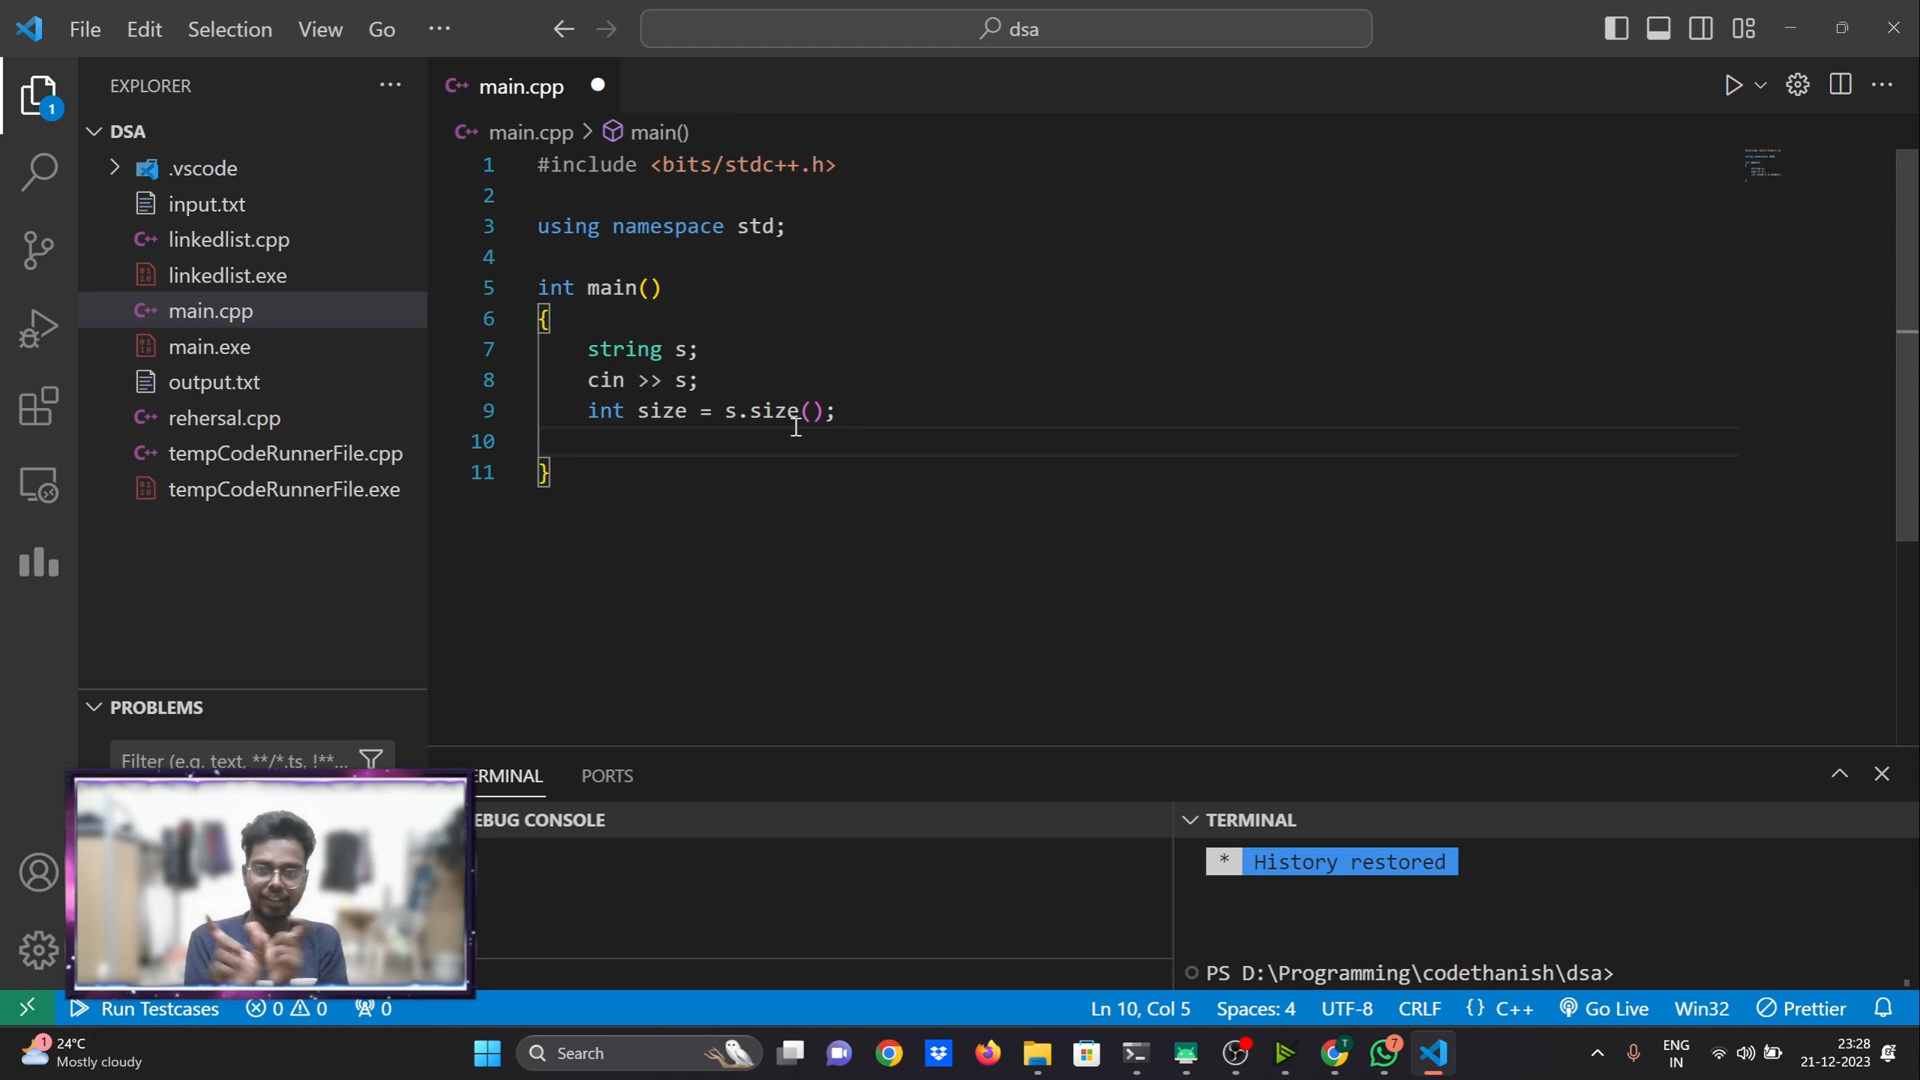 File Edit Selection View Go ··· dsa
EXPLORER ···
DSA
.vscode
input.txt
linkedlist.cpp
linkedlist.exe
main.cpp
main.exe
output.txt
rehersal.cpp
tempCodeRunnerFile.cpp
tempCodeRunnerFile.exe
PROBLEMS
Filter (e.g. text, **/*.ts, !**...
1
C++ main.cpp
C++ main.cpp > main()
1 #include <bits/stdc++.h>
2
3 using namespace std;
4
5 int main()
6 {
7 string s;
8 cin >> s;
9 int size = s.size();
10
11 }
ERMINAL PORTS
EBUG CONSOLE
TERMINAL
* History restored
PS D:\Programming\codethanish\dsa>
Run Testcases 0 0 0 Ln 10, Col 5 Spaces: 4 UTF-8 CRLF {} C++ Go Live Win32 Prettier
1 24°C
Mostly cloudy
Search
T
7
ENG
IN
23:28
21-12-2023